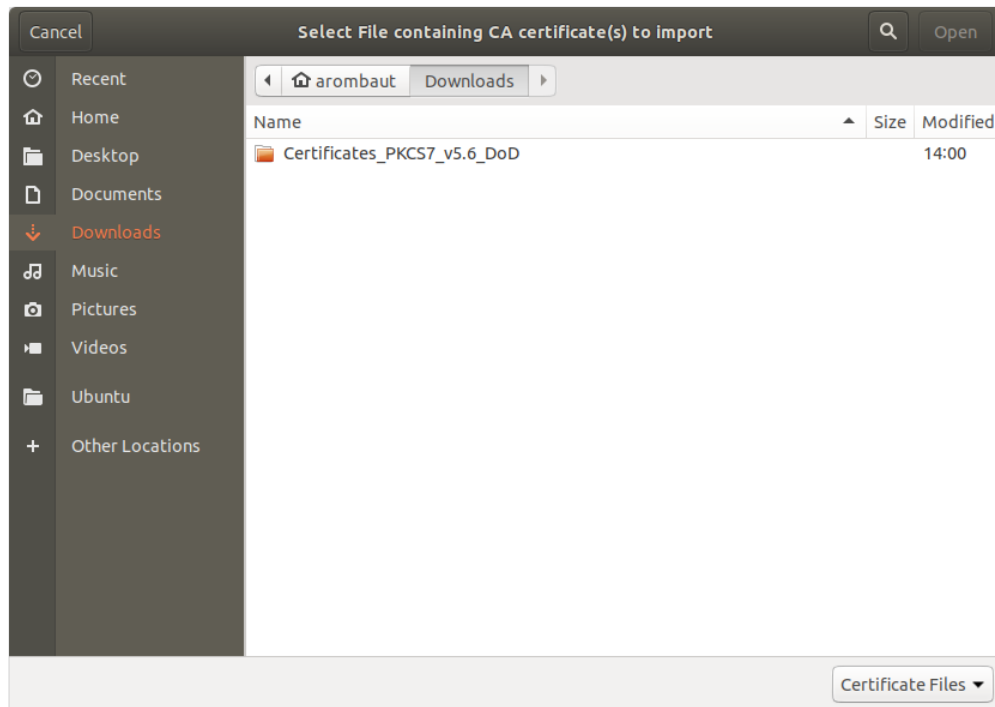 Cancel Select File containing CA certificate(s) to import Open
Recent
Home
Desktop
Documents
Downloads
Music
Pictures
Videos
Ubuntu
Other Locations
arombaut Downloads
Name Size Modified
Certificates_PKCS7_v5.6_DoD 14:00
Certificate Files